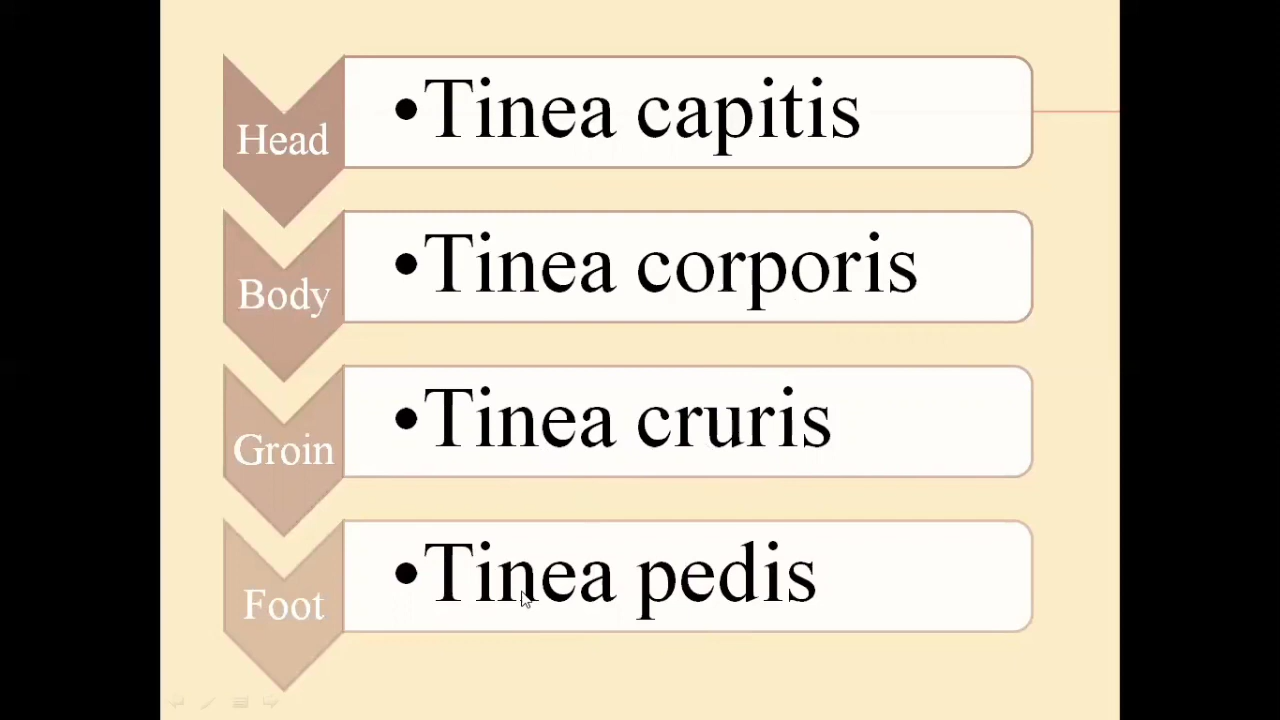 Head
•Tinea capitis
Body
•Tinea corporis
Groin
•Tinea cruris
Foot
•Tinea pedis